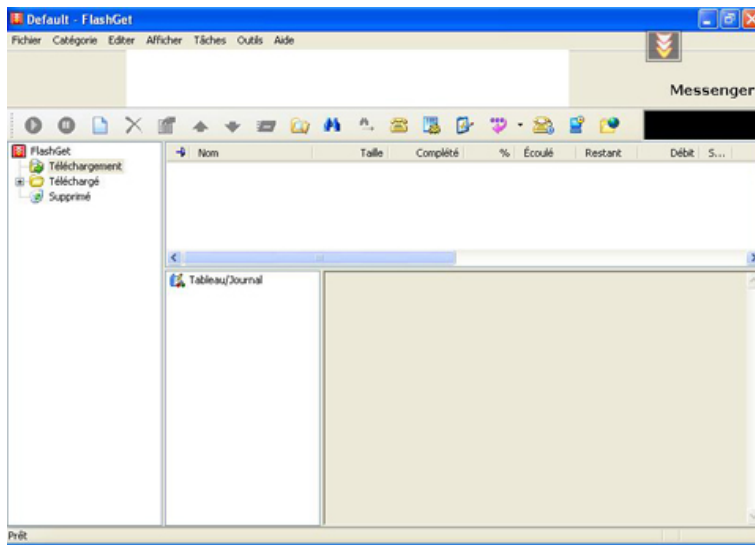 Default - FlashGet
Fichier Catégorie Editer Afficher Tâches Outils Aide
Messenger
FlashGet
Téléchargement
Téléchargé
Supprimé
Nom Taille Complété % Écoulé Restant Débit S...
Tableau/Journal
Prêt